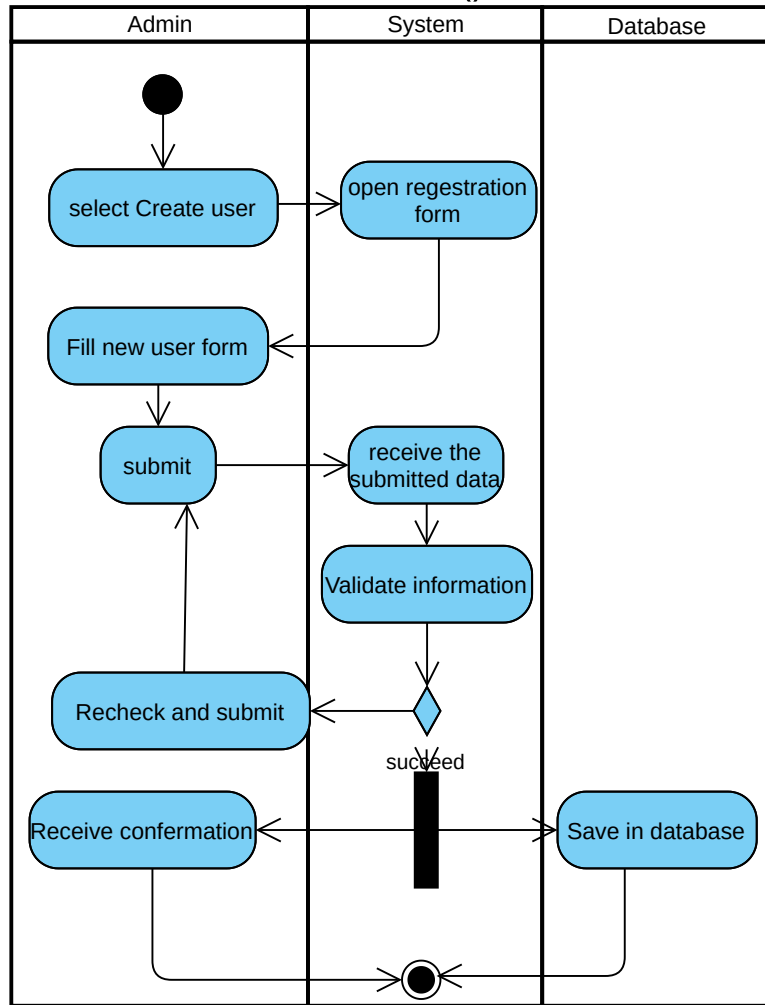 Admin
System
Database
select Create user
open regestration
form
Fill new user form
submit
receive the
submitted data
Validate information
Recheck and submit
succeed
Receive confermation
Save in database